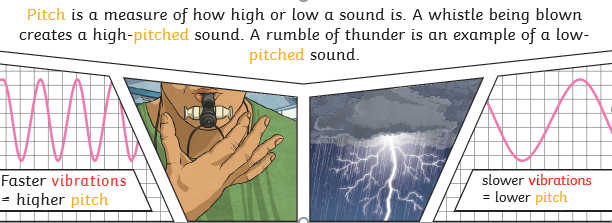 Pitch is a measure of how high or low a sound is. A whistle being blown
creates a high-pitched sound. A rumble of thunder is an example of a low-
pitched sound.
Faster vibrations
= higher pitch
slower vibrations
= lower pitch